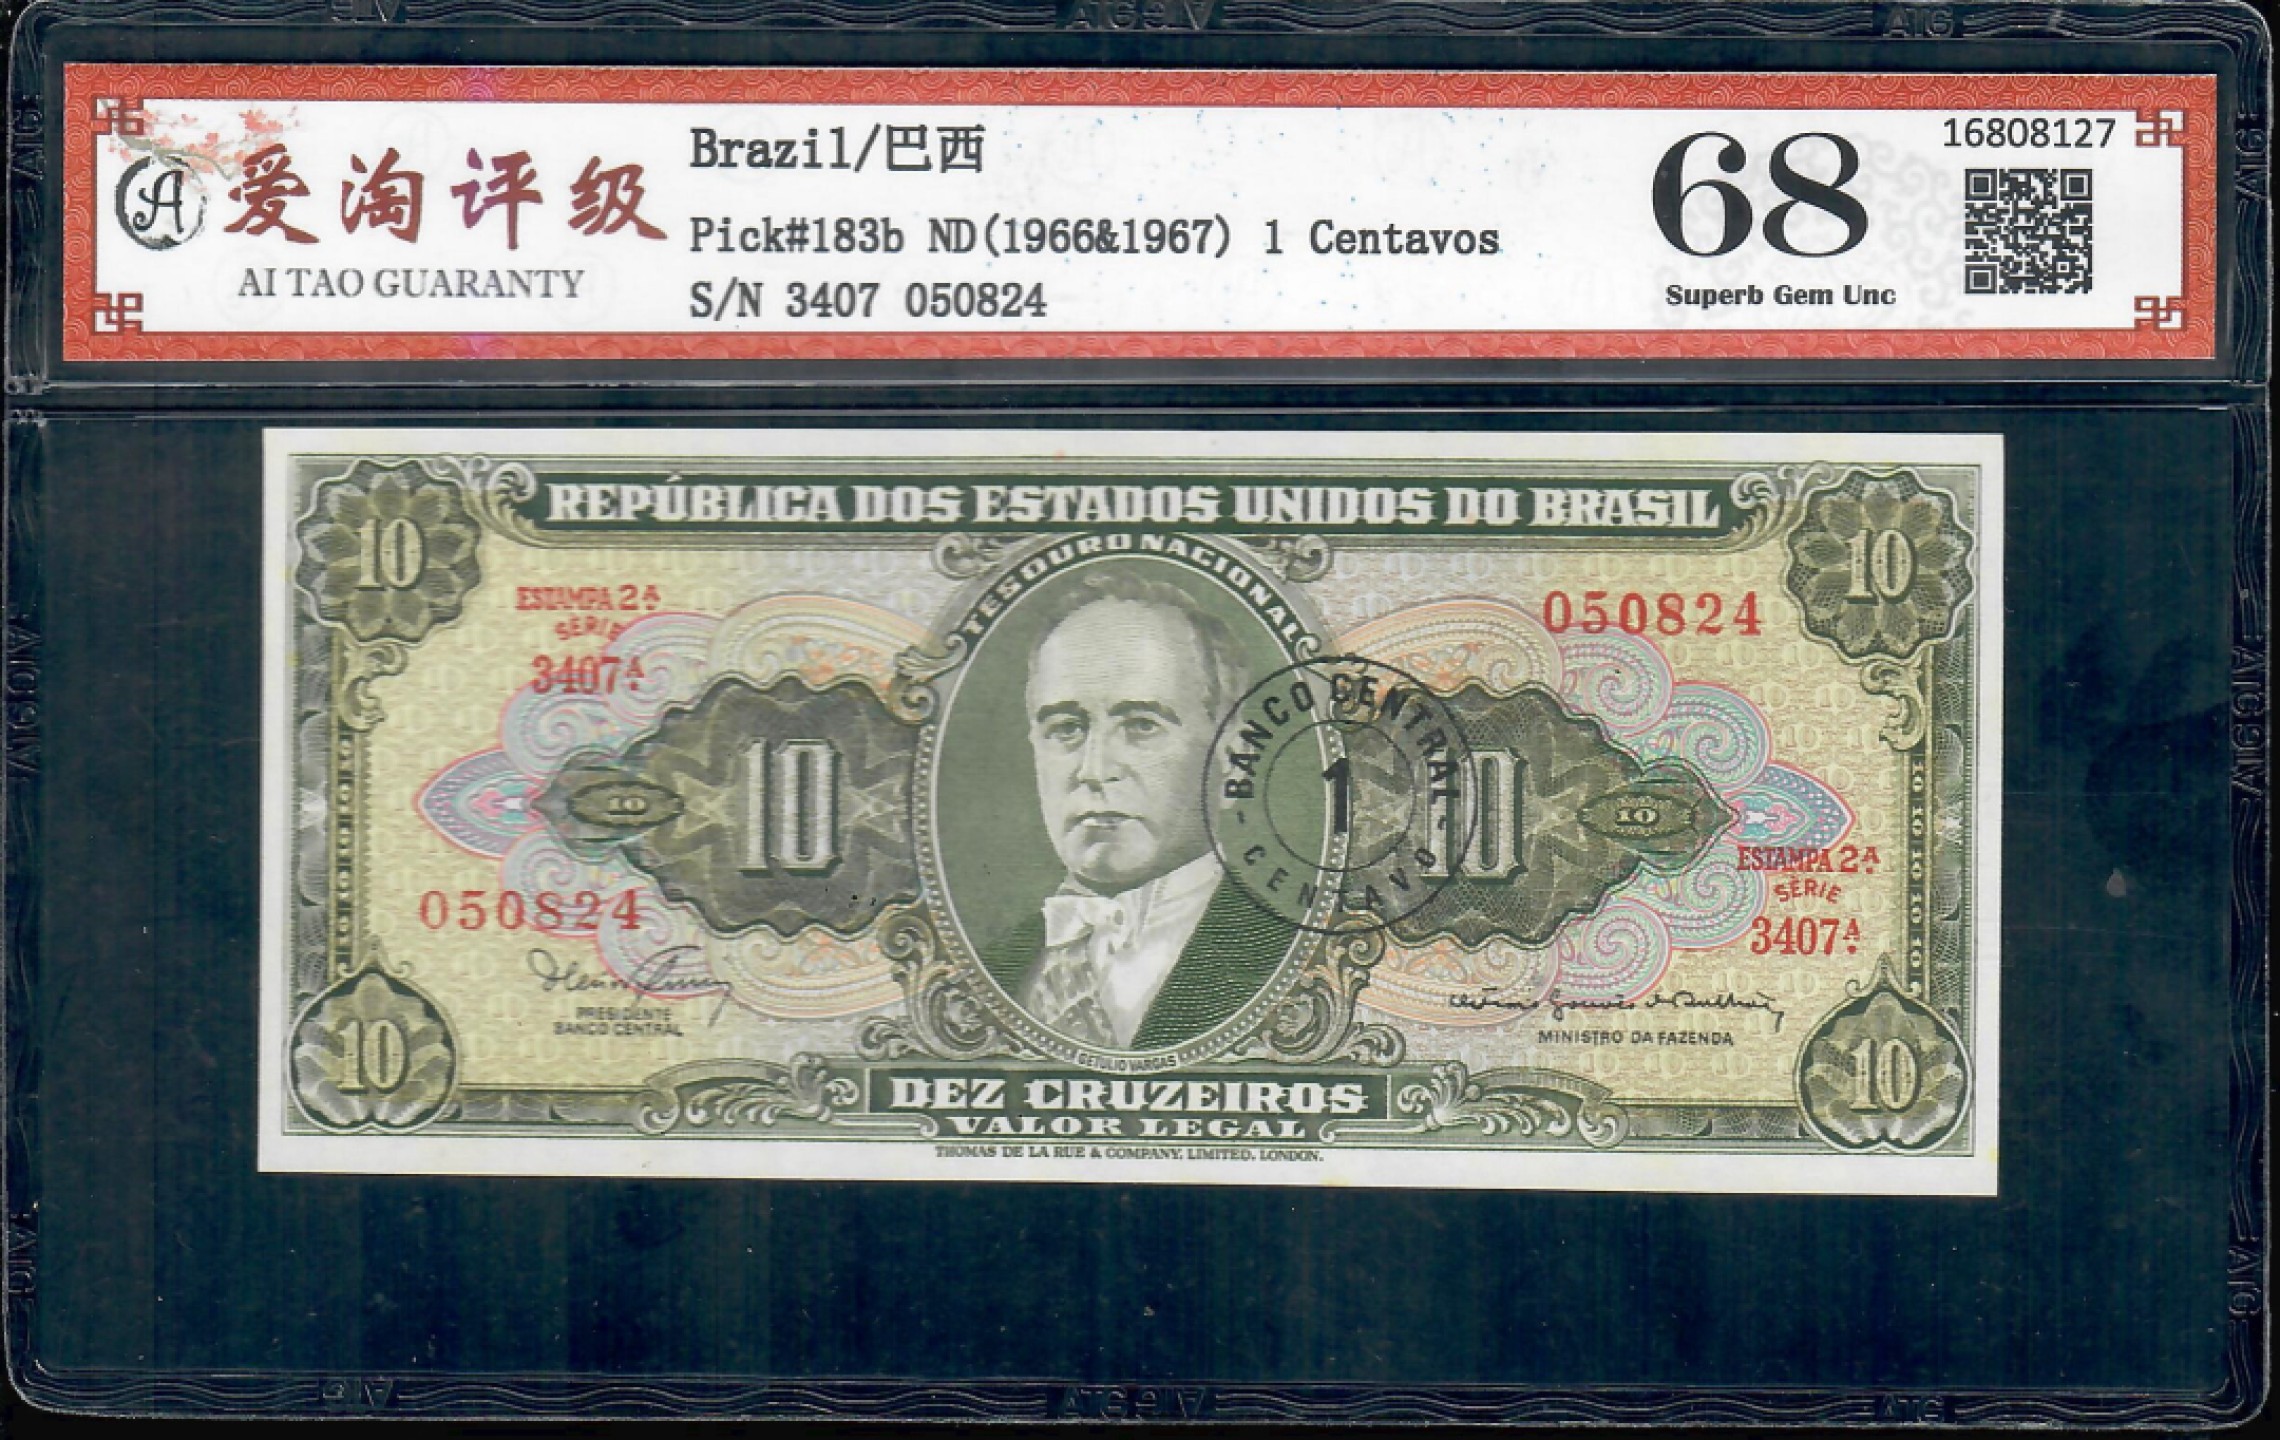 Brazil/巴西
16808127
爱淘评级
AI TAO GUARANTY
Pick#183b ND(1966&1967) 1 Centavos
S/N 3407 050824
68
Superb Gem Unc
REPÚBLICA DOS ESTADOS UNIDOS DO BRASIL
TESOURO NACIONAL
10
10
ESTAMPA 2ª
SÉRIE
3407ª
050824
BANCO CENTRAL
1
CENTAVO
10
10
10
10
ESTAMPA 2ª
SÉRIE
3407ª
050824
PRESIDENTE
BANCO CENTRAL
MINISTRO DA FAZENDA
GETULIO VARGAS
10
10
DEZ CRUZEIROS
VALOR LEGAL
THOMAS DE LA RUE & COMPANY, LIMITED, LONDON.